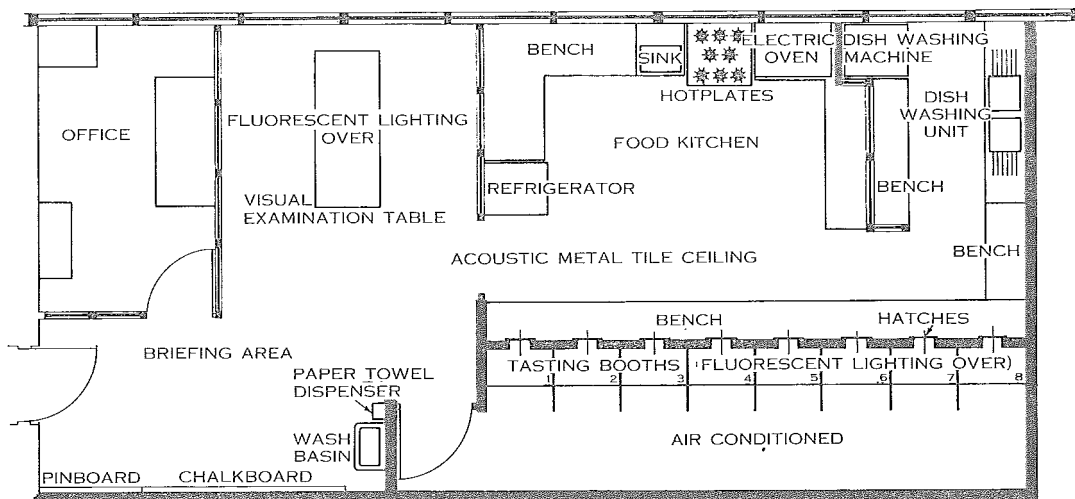 BENCH
SINK
ELECTRIC
OVEN
DISH WASHING
MACHINE
HOTPLATES
DISH
WASHING
UNIT
OFFICE
FLUORESCENT LIGHTING
OVER
FOOD KITCHEN
REFRIGERATOR
BENCH
VISUAL
EXAMINATION TABLE
ACOUSTIC METAL TILE CEILING
BENCH
BENCH
HATCHES
BRIEFING AREA
TASTING BOOTHS (FLUORESCENT LIGHTING OVER)
1 2 3 4 5 6 7 8
PAPER TOWEL
DISPENSER
WASH
BASIN
AIR CONDITIONED
PINBOARD
CHALKBOARD